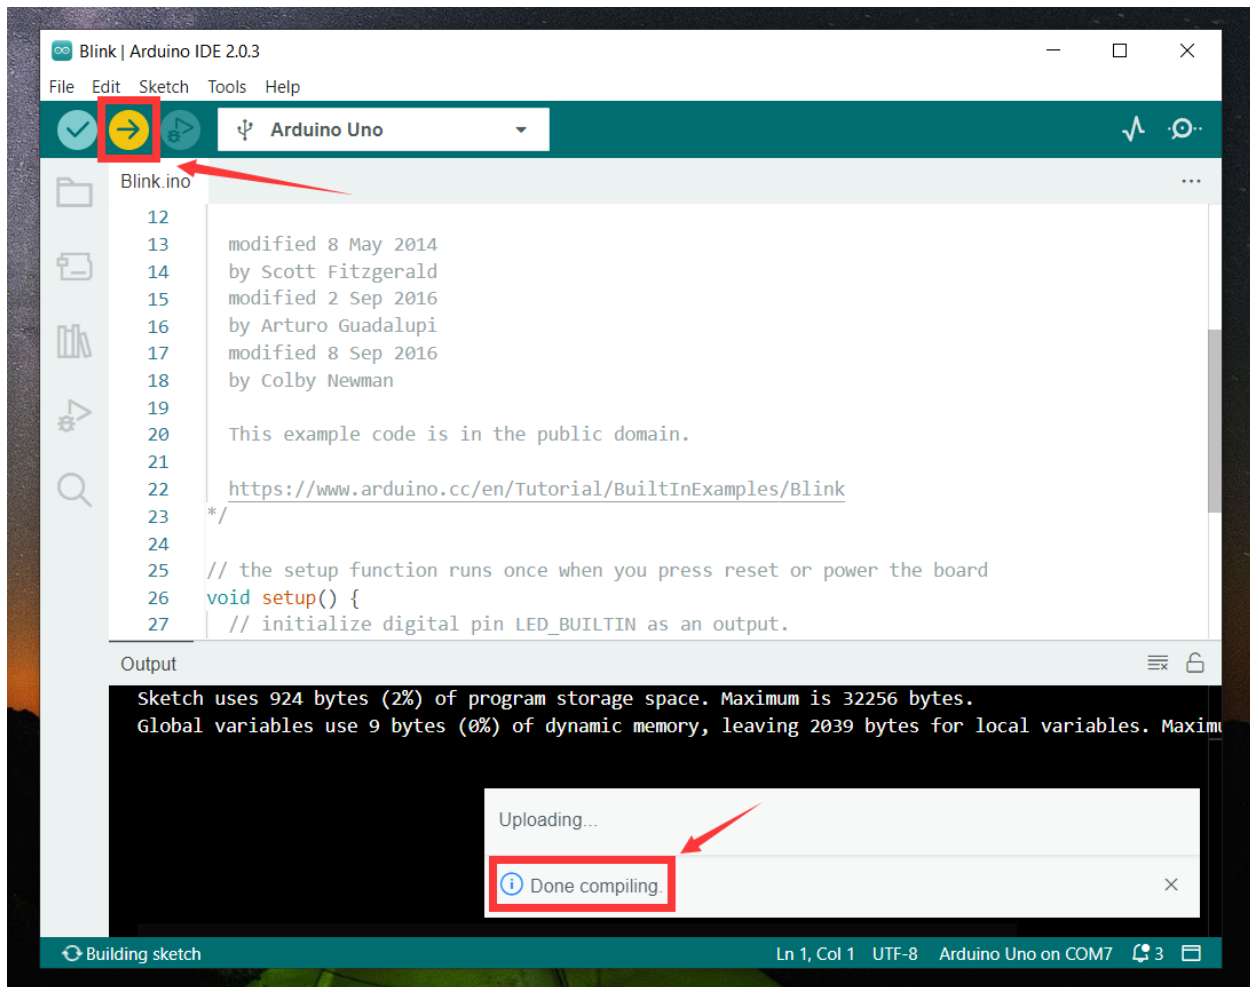 Blink | Arduino IDE 2.0.3
File Edit Sketch Tools Help
Arduino Uno
Blink.ino
12
13 modified 8 May 2014
14 by Scott Fitzgerald
15 modified 2 Sep 2016
16 by Arturo Guadalupi
17 modified 8 Sep 2016
18 by Colby Newman
19
20 This example code is in the public domain.
21
22 https://www.arduino.cc/en/Tutorial/BuiltInExamples/Blink
23 */
24
25 // the setup function runs once when you press reset or power the board
26 void setup() {
27 // initialize digital pin LED_BUILTIN as an output.
Output
Sketch uses 924 bytes (2%) of program storage space. Maximum is 32256 bytes.
Global variables use 9 bytes (0%) of dynamic memory, leaving 2039 bytes for local variables. Maximu
Uploading...
Done compiling.
Building sketch Ln 1, Col 1 UTF-8 Arduino Uno on COM7 3